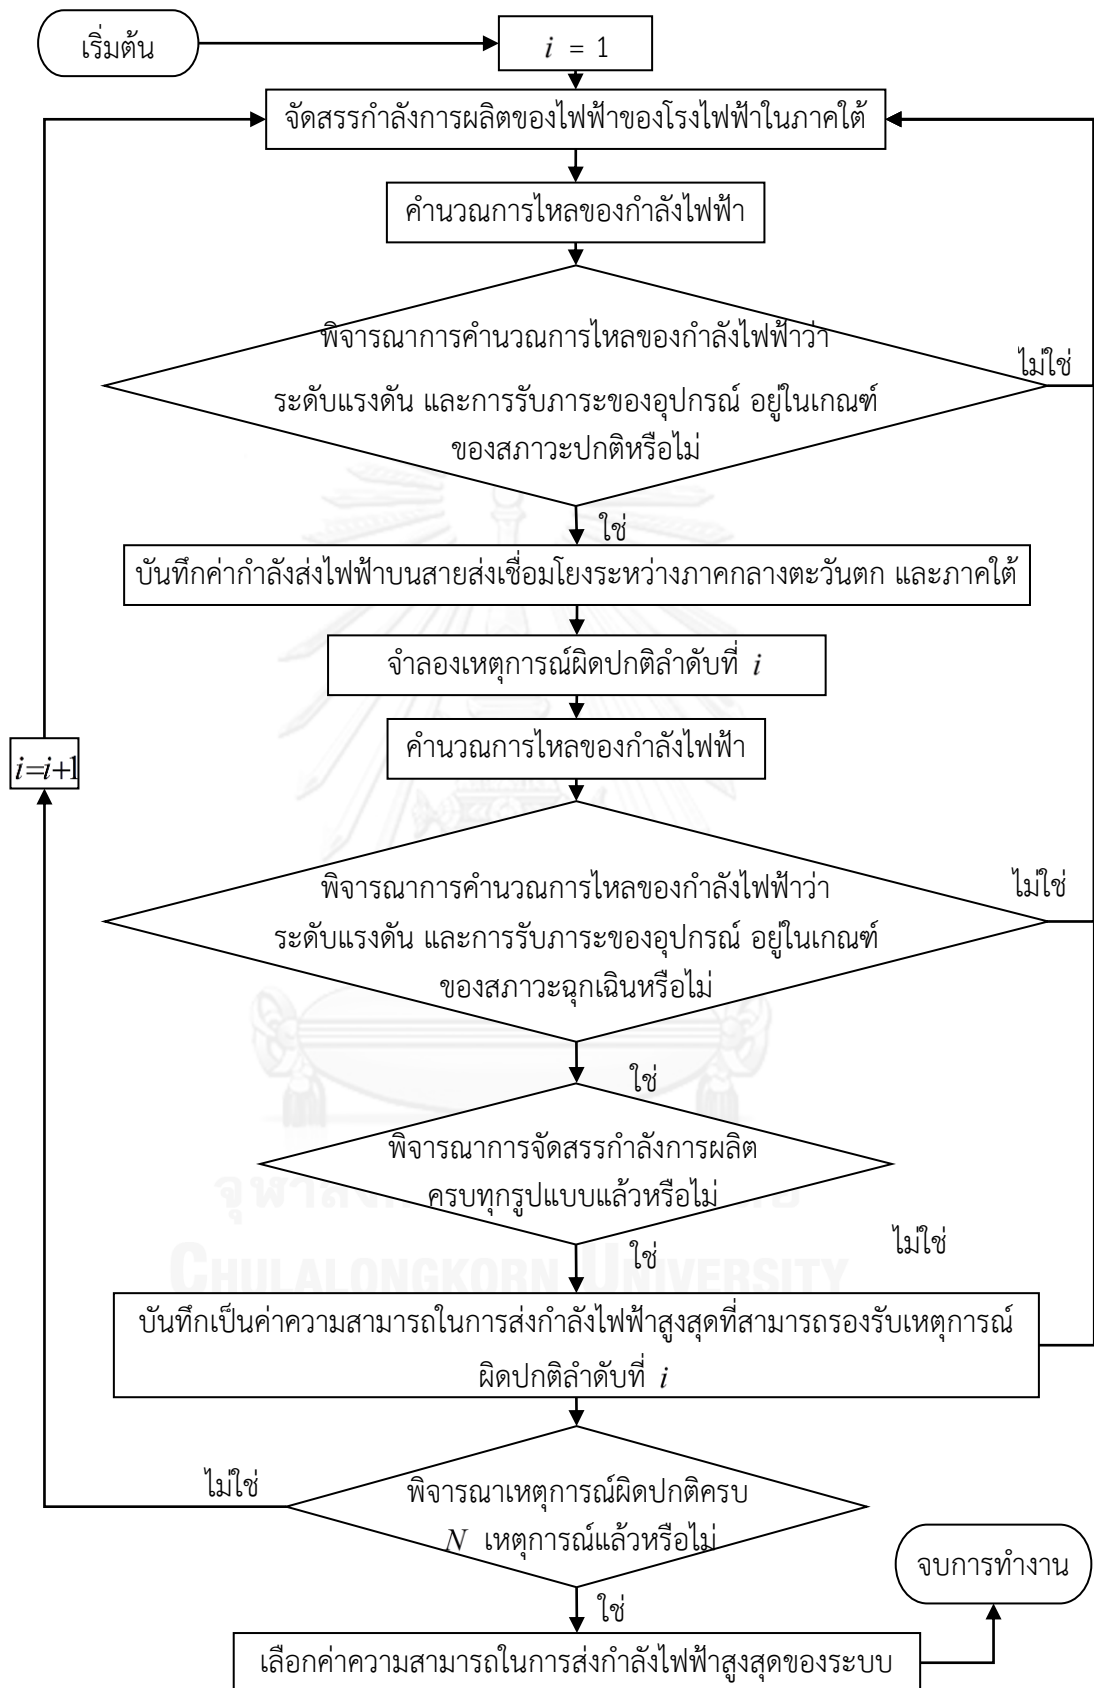 เริ่มต้น
i = 1
จัดสรรกำลังการผลิตของไฟฟ้าของโรงไฟฟ้าในภาคใต้
คำนวณการไหลของกำลังไฟฟ้า
พิจารณาการคำนวณการไหลของกำลังไฟฟ้าว่า
ไม่ใช่
ระดับแรงดัน และการรับภาระของอุปกรณ์ อยู่ในเกณฑ์
ของสภาวะปกติหรือไม่
ใช่
บันทึกค่ากำลังส่งไฟฟ้าบนสายส่งเชื่อมโยงระหว่างภาคกลางตะวันตก และภาคใต้
จำลองเหตุการณ์ผิดปกติลำดับที่ i
คำนวณการไหลของกำลังไฟฟ้า
i=i+1
พิจารณาการคำนวณการไหลของกำลังไฟฟ้าว่า
ไม่ใช่
ระดับแรงดัน และการรับภาระของอุปกรณ์ อยู่ในเกณฑ์
ของสภาวะฉุกเฉินหรือไม่
ใช่
พิจารณาการจัดสรรกำลังการผลิต
ครบทุกรูปแบบแล้วหรือไม่
ไม่ใช่
ใช่
CHULALONGKORN UNIVERSITY
บันทึกเป็นค่าความสามารถในการส่งกำลังไฟฟ้าสูงสุดที่สามารถรองรับเหตุการณ์
ผิดปกติลำดับที่ i
ไม่ใช่
พิจารณาเหตุการณ์ผิดปกติครบ
N เหตุการณ์แล้วหรือไม่
จบการทำงาน
ใช่
เลือกค่าความสามารถในการส่งกำลังไฟฟ้าสูงสุดของระบบ